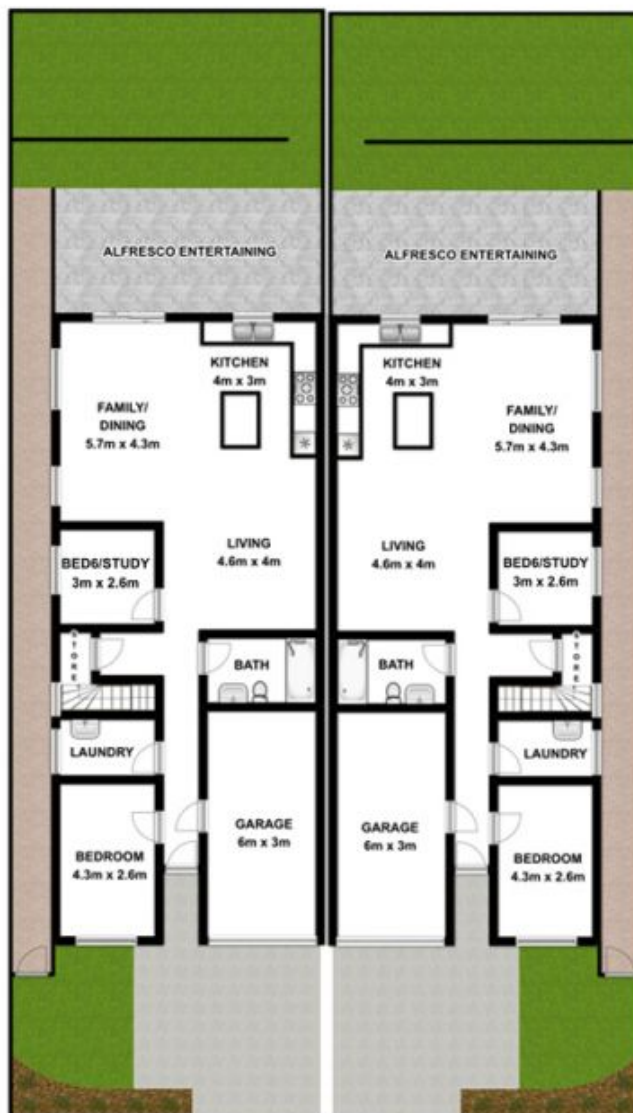 ALFRESCO ENTERTAINING
ALFRESCO ENTERTAINING
KITCHEN
4m x 3m
KITCHEN
4m x 3m
FAMILY/
DINING
5.7m x 4.3m
FAMILY/
DINING
5.7m x 4.3m
LIVING
4.6m x 4m
LIVING
4.6m x 4m
BED6/STUDY
3m x 2.6m
BED6/STUDY
3m x 2.6m
STORE
BATH
BATH
STORE
LAUNDRY
LAUNDRY
GARAGE
6m x 3m
GARAGE
6m x 3m
BEDROOM
4.3m x 2.6m
BEDROOM
4.3m x 2.6m